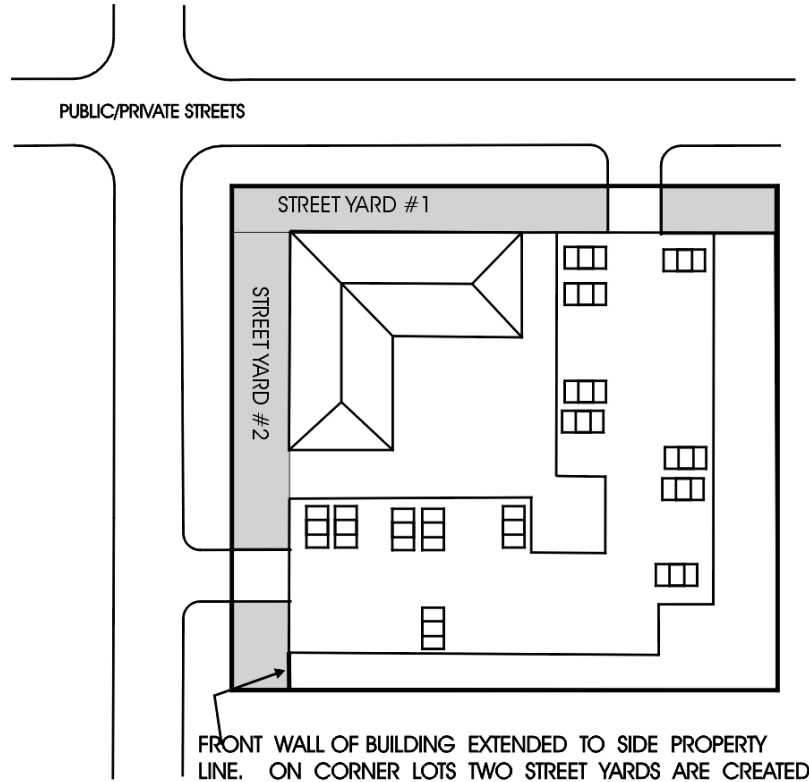 PUBLIC/PRIVATE STREETS
STREET YARD #1
STREET YARD #2
FRONT WALL OF BUILDING EXTENDED TO SIDE PROPERTY
LINE. ON CORNER LOTS TWO STREET YARDS ARE CREATED